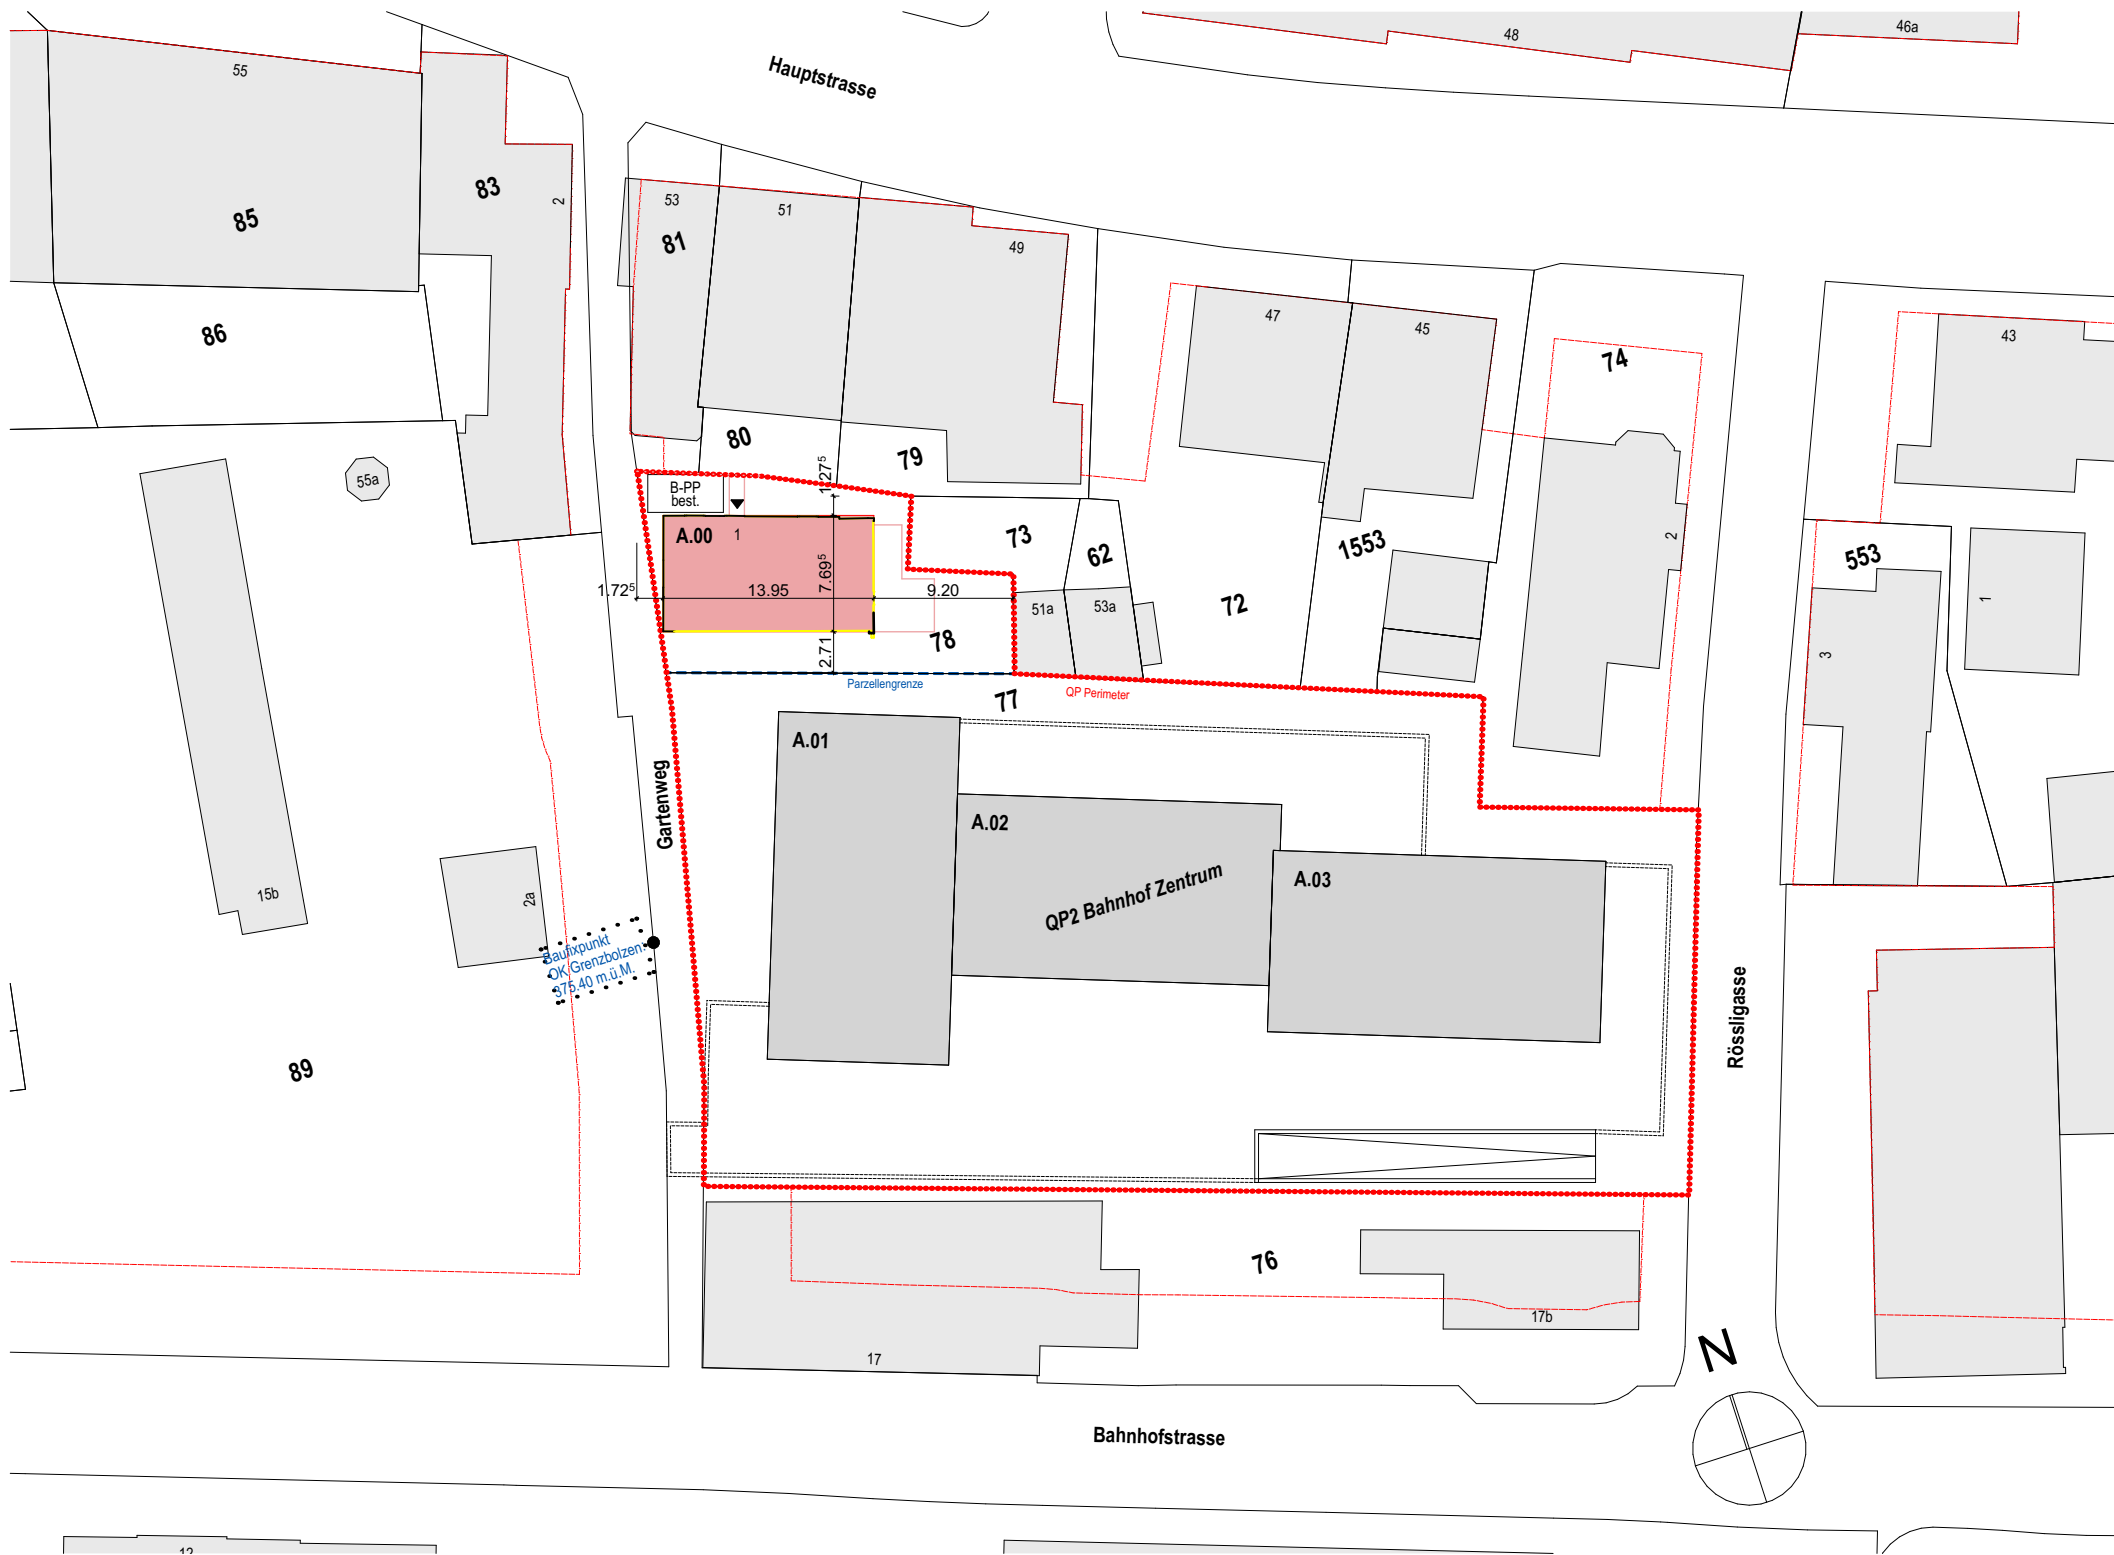 46a
48
Hauptstrasse
55
83
2
85
53
51
81
49
86
47
45
74
43
80
79
1.27⁵
55a
B-PP
best.
A.00
1
73
62
1553
2
553
1
7.69⁵
1.72⁵
13.95
9.20
51a
53a
72
78
2.71
3
Parzellengrenze
QP Perimeter
77
A.01
Gartenweg
A.02
A.03
QP2 Bahnhof Zentrum
15b
2a
Baufixpunkt
OK Grenzbolzen:
375.40 m.ü.M.
Rössligasse
89
76
17b
17
N
Bahnhofstrasse
12